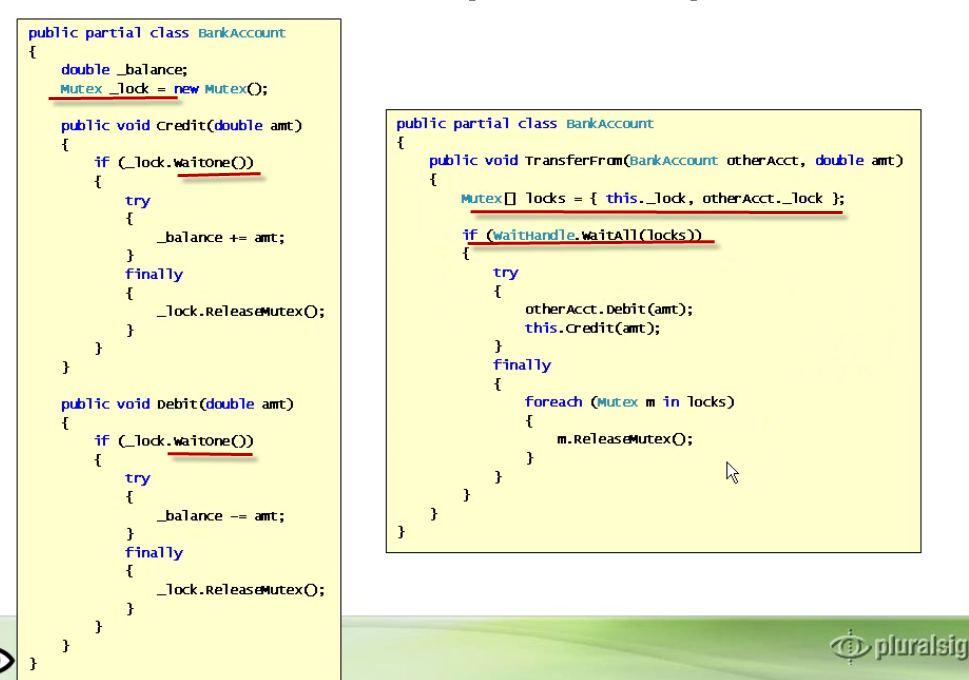 public partial class BankAccount
{
    double _balance;
    Mutex _lock = new Mutex();

    public void Credit(double amt)
    {
        if (_lock.WaitOne())
        {
            try
            {
                _balance += amt;
            }
            finally
            {
                _lock.ReleaseMutex();
            }
        }
    }

    public void Debit(double amt)
    {
        if (_lock.WaitOne())
        {
            try
            {
                _balance -= amt;
            }
            finally
            {
                _lock.ReleaseMutex();
            }
        }
    }
}
public partial class BankAccount
{
    public void TransferFrom(BankAccount otherAcct, double amt)
    {
        Mutex[] locks = { this._lock, otherAcct._lock };

        if (WaitHandle.WaitAll(locks))
        {
            try
            {
                otherAcct.Debit(amt);
                this.Credit(amt);
            }
            finally
            {
                foreach (Mutex m in locks)
                {
                    m.ReleaseMutex();
                }
            }
        }
    }
}
pluralsig